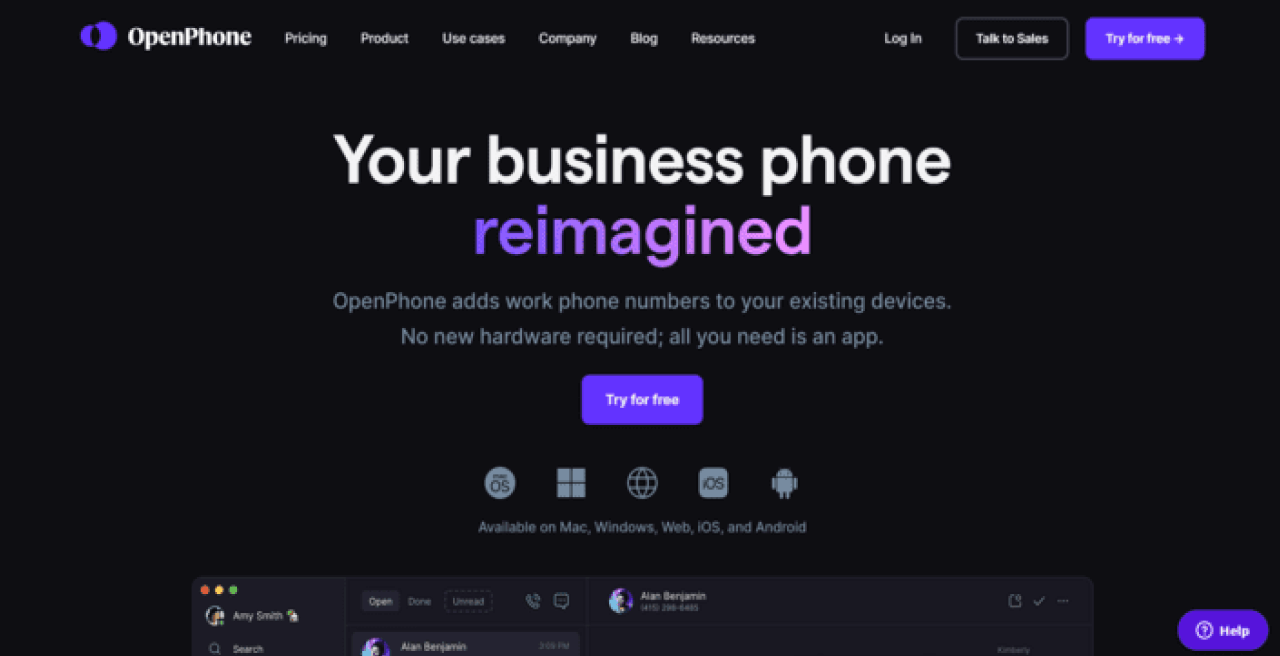 OpenPhone
Pricing
Product
Use cases
Company
Blog
Resources
Log In
Talk to Sales
Try for free →
Your business phone
reimagined
OpenPhone adds work phone numbers to your existing devices.
No new hardware required; all you need is an app.
Try for free
mac
OS
iOS
Available on Mac, Windows, Web, iOS, and Android
Amy Smith
Search
Open
Done
Unread
Alan Benjamin
3:09 PM
Alan Benjamin
Kimberly
Help